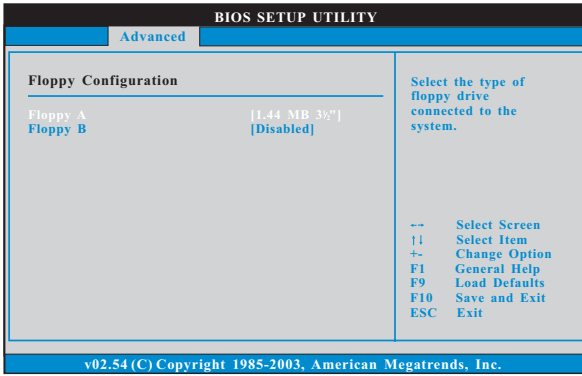 BIOS SETUP UTILITY
Advanced
Floppy Configuration
Floppy A [1.44 MB 3½"]
Floppy B [Disabled]
Select the type of
floppy drive
connected to the
system.
←→ Select Screen
↑↓ Select Item
+- Change Option
F1 General Help
F9 Load Defaults
F10 Save and Exit
ESC Exit
v02.54 (C) Copyright 1985-2003, American Megatrends, Inc.